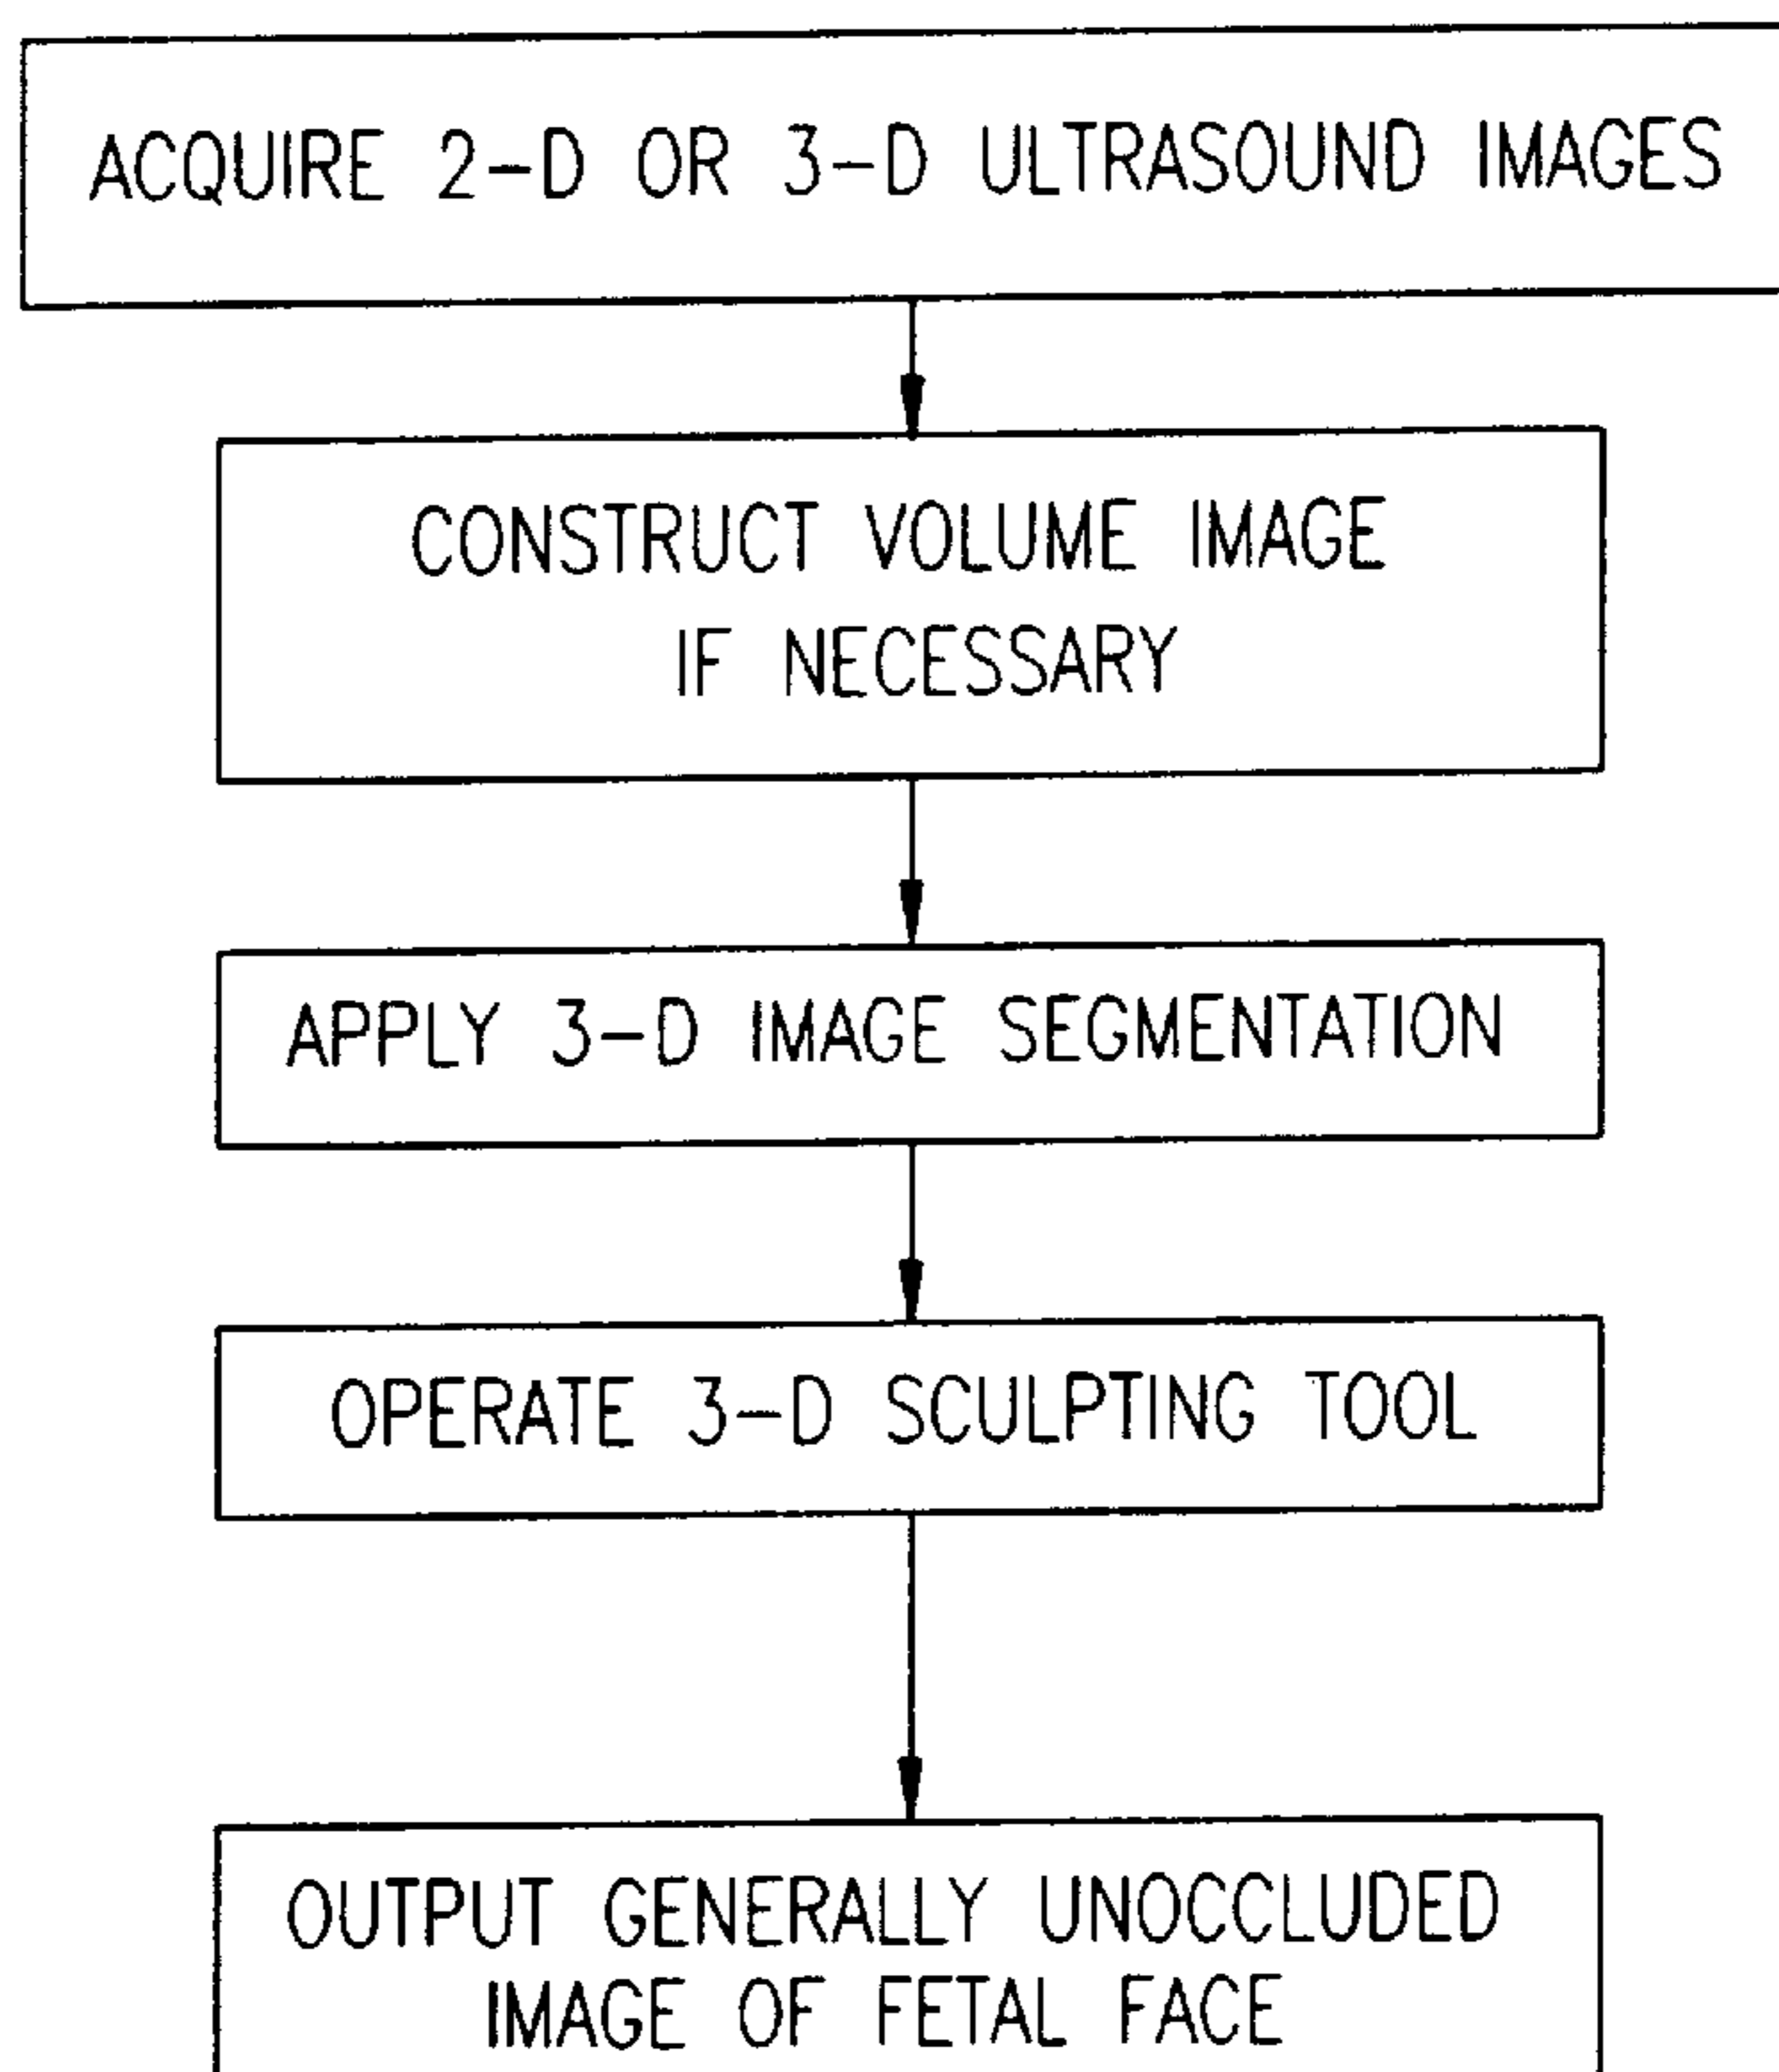 ACQUIRE 2-D OR 3-D ULTRASOUND IMAGES
CONSTRUCT VOLUME IMAGE
IF NECESSARY
APPLY 3-D IMAGE SEGMENTATION
OPERATE 3-D SCULPTING TOOL
OUTPUT GENERALLY UNOCCLUDED
IMAGE OF FETAL FACE